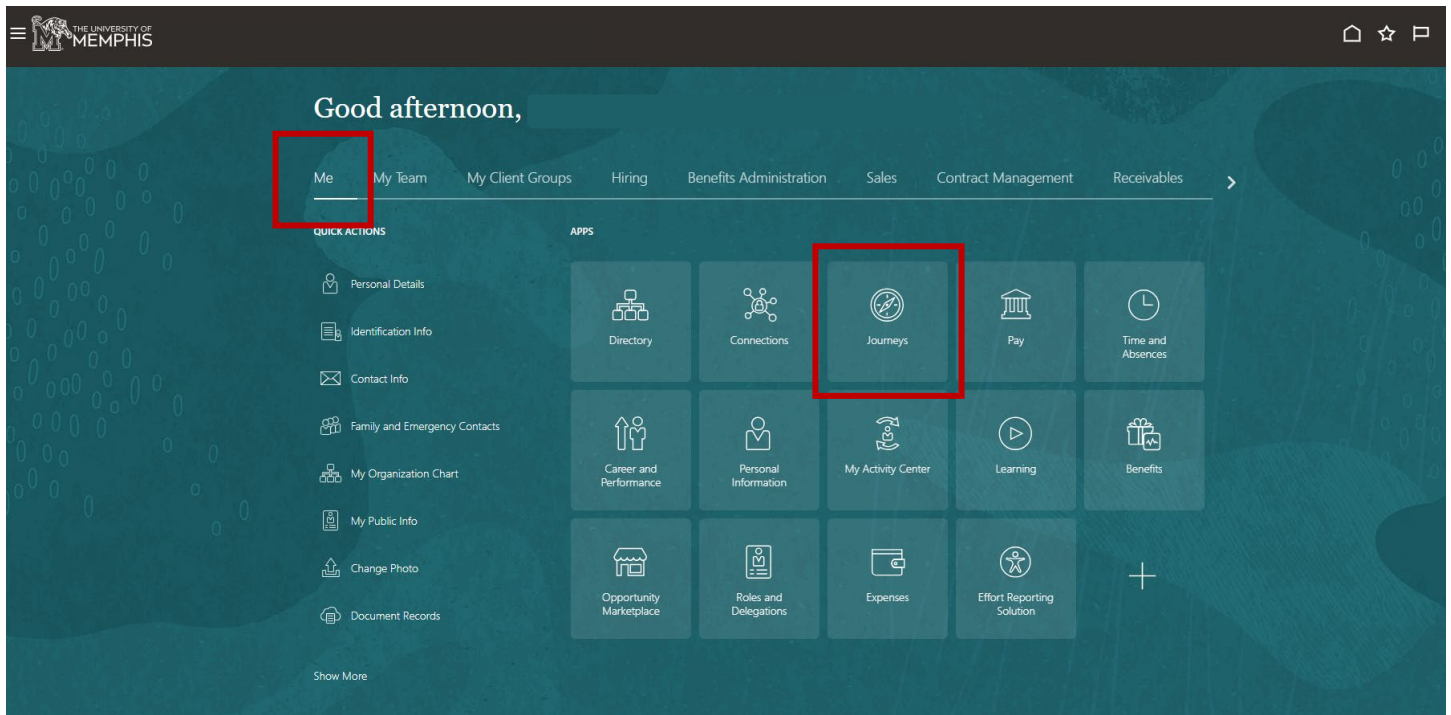 THE UNIVERSITY OF
MEMPHIS
Good afternoon,
Me My Team My Client Groups Hiring Benefits Administration Sales Contract Management Receivables
QUICK ACTIONS
Personal Details
Identification Info
Contact Info
Family and Emergency Contacts
My Organization Chart
My Public Info
Change Photo
Document Records
Show More
APPS
Directory
Connections
Journeys
Pay
Time and
Absences
Career and
Performance
Personal
Information
My Activity Center
Learning
Benefits
Opportunity
Marketplace
Roles and
Delegations
Expenses
Effort Reporting
Solution